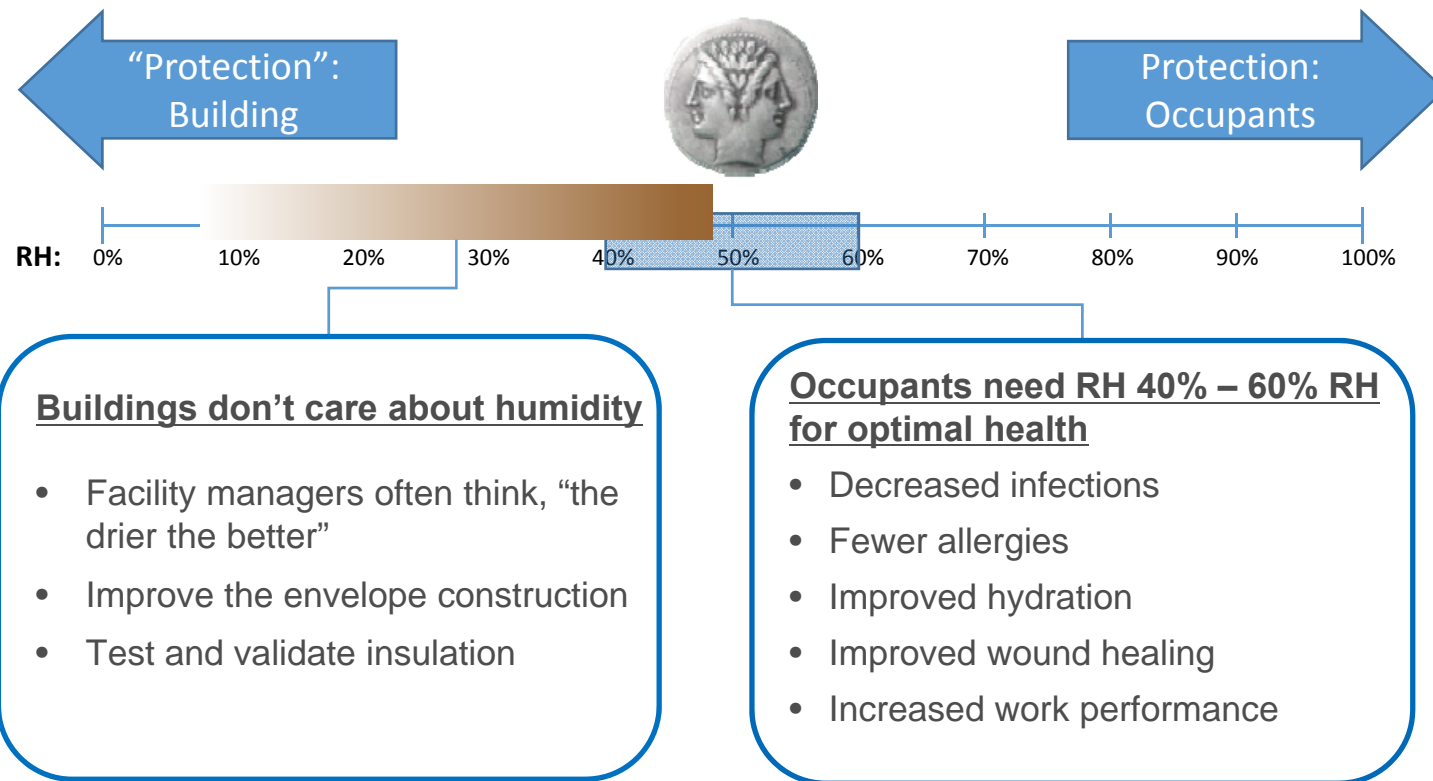 “Protection”:
Building
Protection:
Occupants
RH: 0% 10% 20% 30% 40% 50% 60% 70% 80% 90% 100%
Buildings don’t care about humidity
• Facility managers often think, “the
drier the better”
• Improve the envelope construction
• Test and validate insulation
Occupants need RH 40% – 60% RH
for optimal health
• Decreased infections
• Fewer allergies
• Improved hydration
• Improved wound healing
• Increased work performance